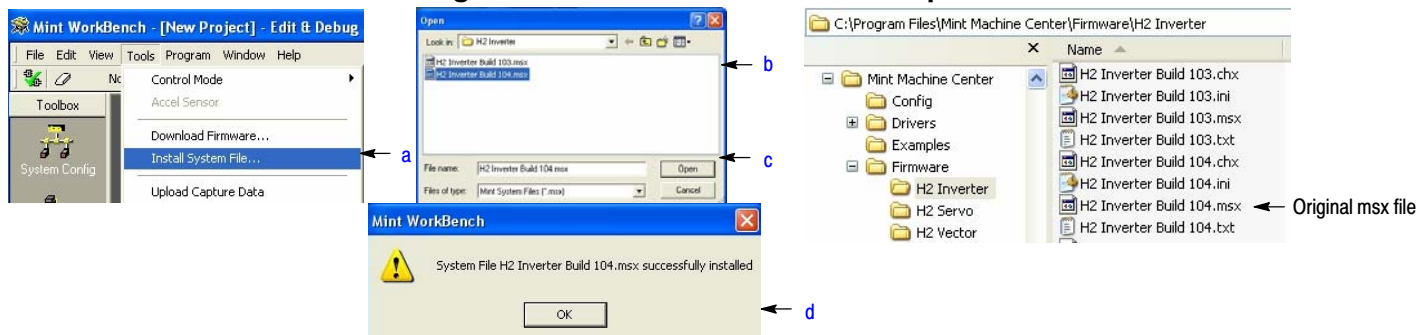 Mint WorkBench - [New Project] - Edit & Debug
File Edit View Tools Program Window Help
Toolbox
System Config
Control Mode
Accel Sensor
Download Firmware...
Install System File...
Upload Capture Data
a
Open
Look in: H2 Inverter
H2 Inverter Build 103.msx
H2 Inverter Build 104.msx
File name: H2 Inverter Build 104.msx
Open
Files of type: Mint System Files (*.msx)
Cancel
b
c
Mint WorkBench
System File H2 Inverter Build 104.msx successfully installed
OK
d
C:\Program Files\Mint Machine Center\Firmware\H2 Inverter
X
Mint Machine Center
Config
Drivers
Examples
Firmware
H2 Inverter
H2 Servo
H2 Vector
Name
H2 Inverter Build 103.chx
H2 Inverter Build 103.ini
H2 Inverter Build 103.msx
H2 Inverter Build 103.txt
H2 Inverter Build 104.chx
H2 Inverter Build 104.ini
H2 Inverter Build 104.msx
H2 Inverter Build 104.txt
Original msx file